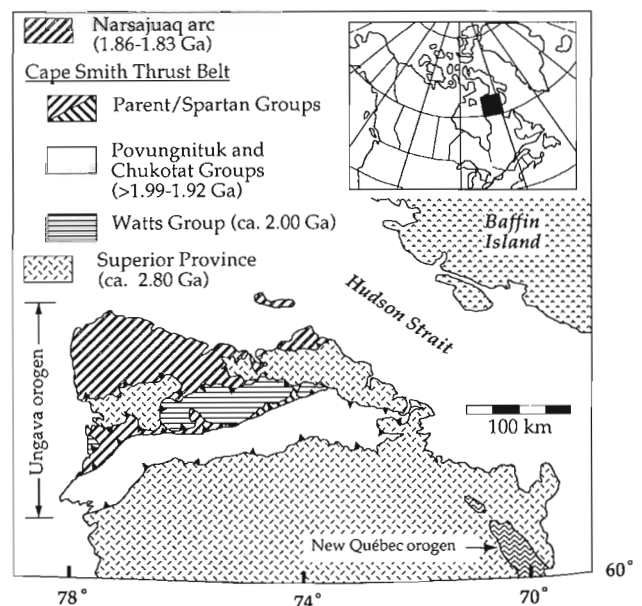 Narsajuaq arc
(1.86-1.83 Ga)
Cape Smith Thrust Belt
Parent/Spartan Groups
Povungnituk and
Chukotat Groups
(>1.99-1.92 Ga)
Watts Group (ca. 2.00 Ga)
Superior Province
(ca. 2.80 Ga)
Baffin
Island
Hudson Strait
Ungava orogen
100 km
New Québec orogen
60°
78°
74°
70°